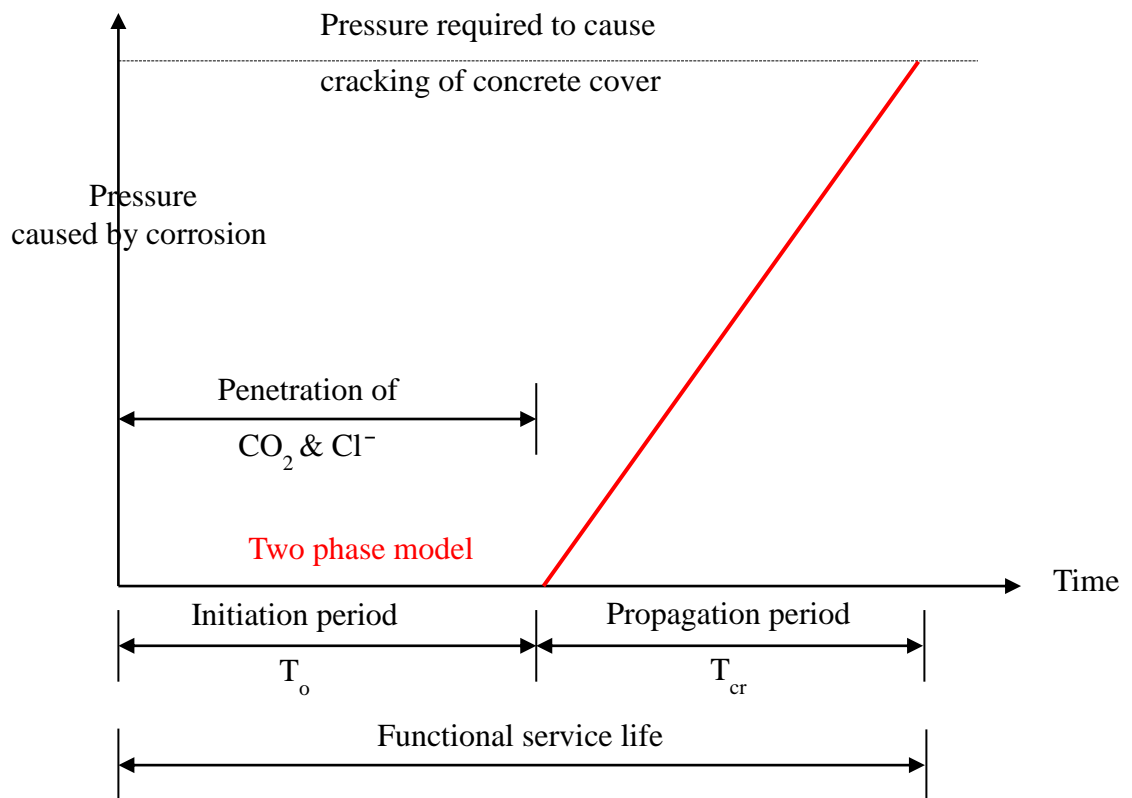 Pressure required to cause
cracking of concrete cover
Pressure
caused by corrosion
Penetration of
CO₂ & Cl⁻
Two phase model
Time
Initiation period
Propagation period
Tₒ
T_cr
Functional service life